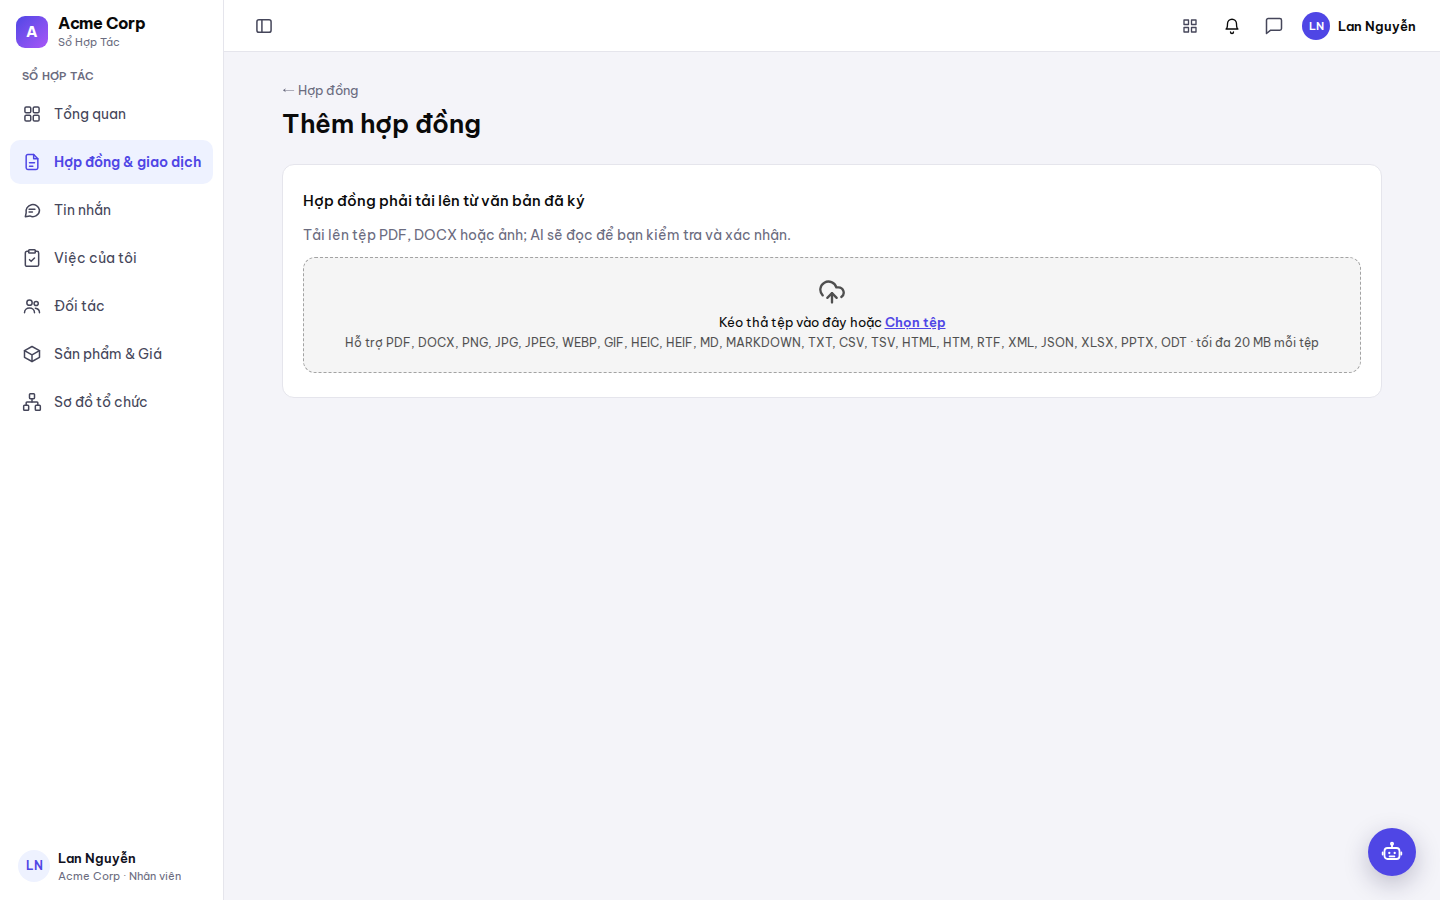 A
Acme Corp
Sổ Hợp Tác
SỔ HỢP TÁC
Tổng quan
Hợp đồng & giao dịch
Tin nhắn
Việc của tôi
Đối tác
Sản phẩm & Giá
Sơ đồ tổ chức
LN
Lan Nguyễn
Acme Corp · Nhân viên
LN
Lan Nguyễn
← Hợp đồng
Thêm hợp đồng
Hợp đồng phải tải lên từ văn bản đã ký
Tải lên tệp PDF, DOCX hoặc ảnh; AI sẽ đọc để bạn kiểm tra và xác nhận.
Kéo thả tệp vào đây hoặc Chọn tệp
Hỗ trợ PDF, DOCX, PNG, JPG, JPEG, WEBP, GIF, HEIC, HEIF, MD, MARKDOWN, TXT, CSV, TSV, HTML, HTM, RTF, XML, JSON, XLSX, PPTX, ODT · tối đa 20 MB mỗi tệp